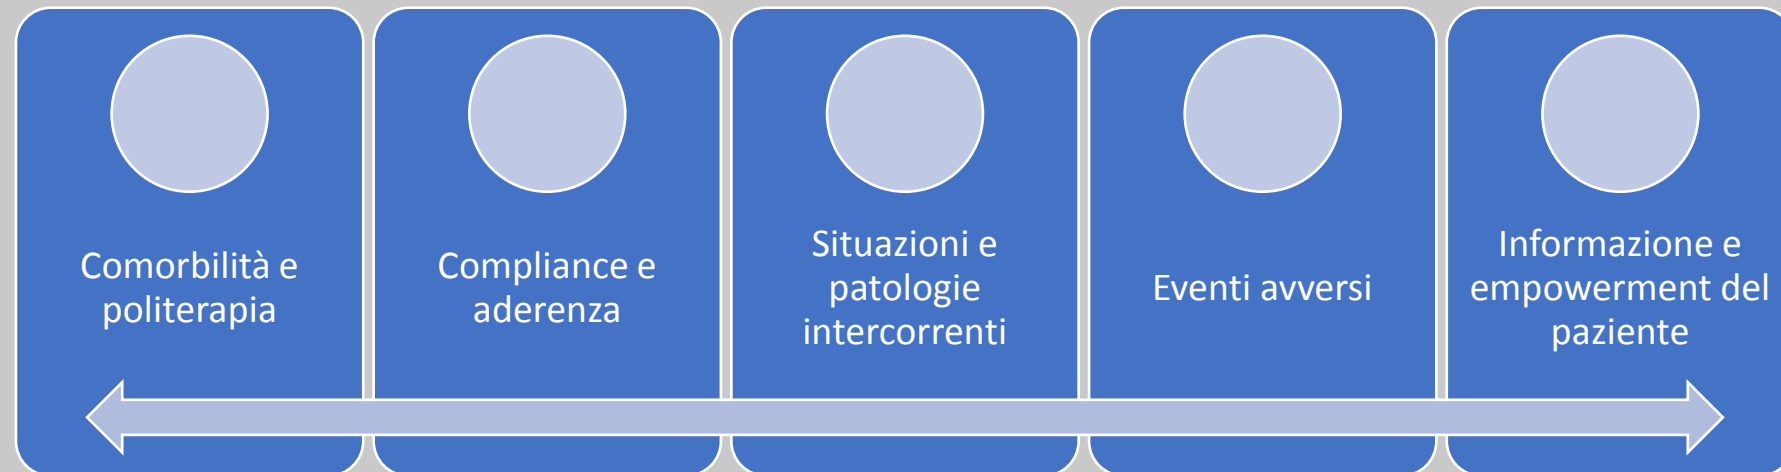 Comorbilità e
politerapia
Compliance e
aderenza
Situazioni e
patologie
intercorrenti
Eventi avversi
Informazione e
empowerment del
paziente